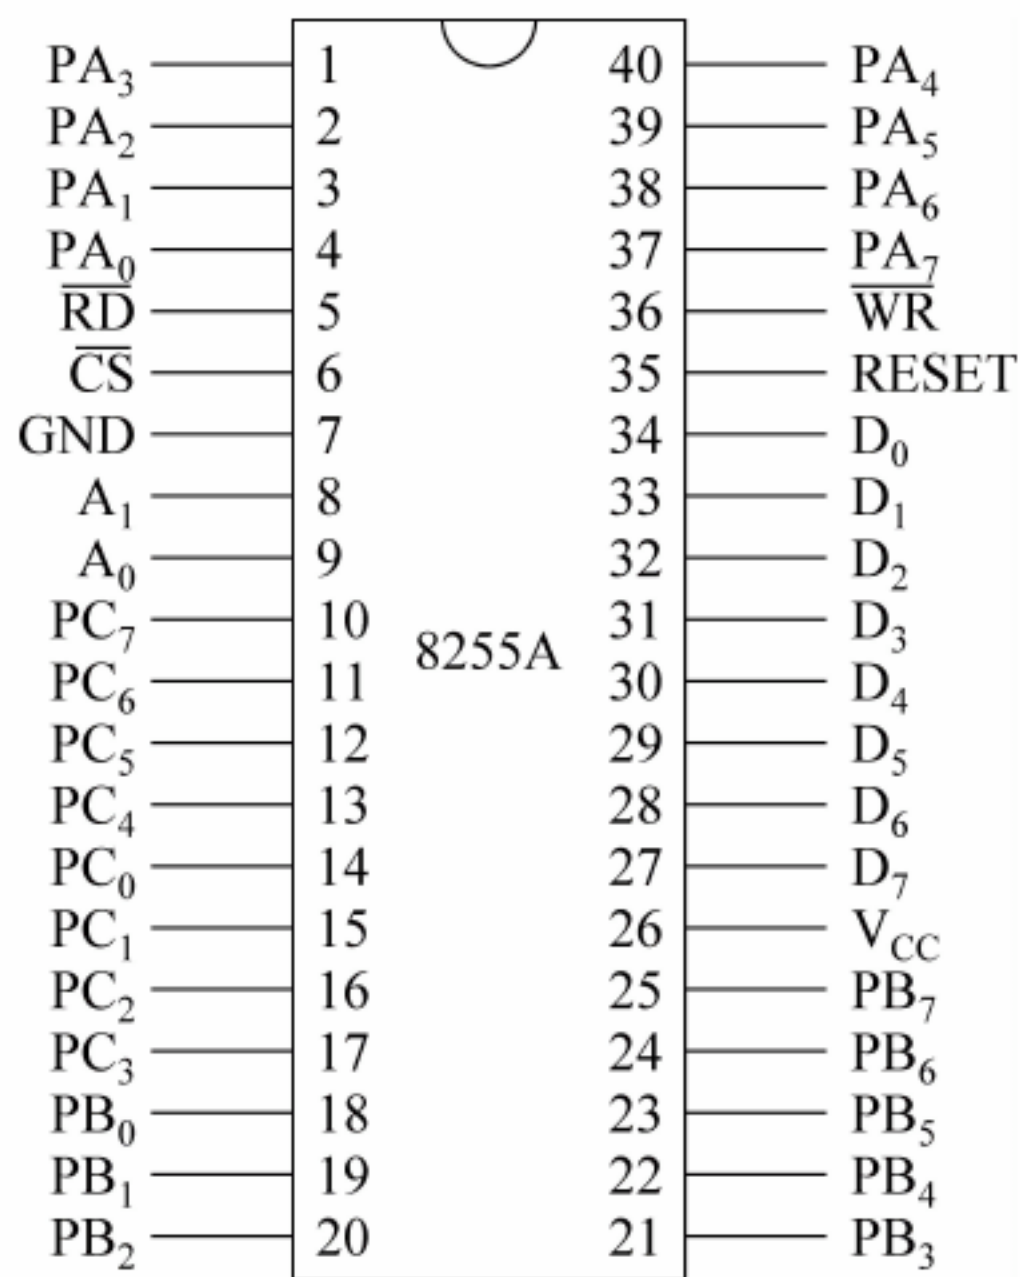 PA₃ 1 40 PA₄
PA₂ 2 39 PA₅
PA₁ 3 38 PA₆
PA₀ 4 37 PA₇
R̅D̅ 5 36 W̅R̅
C̅S̅ 6 35 RESET
GND 7 34 D₀
A₁ 8 33 D₁
A₀ 9 32 D₂
PC₇ 10 31 D₃
8255A
PC₆ 11 30 D₄
PC₅ 12 29 D₅
PC₄ 13 28 D₆
PC₀ 14 27 D₇
PC₁ 15 26 V_CC
PC₂ 16 25 PB₇
PC₃ 17 24 PB₆
PB₀ 18 23 PB₅
PB₁ 19 22 PB₄
PB₂ 20 21 PB₃